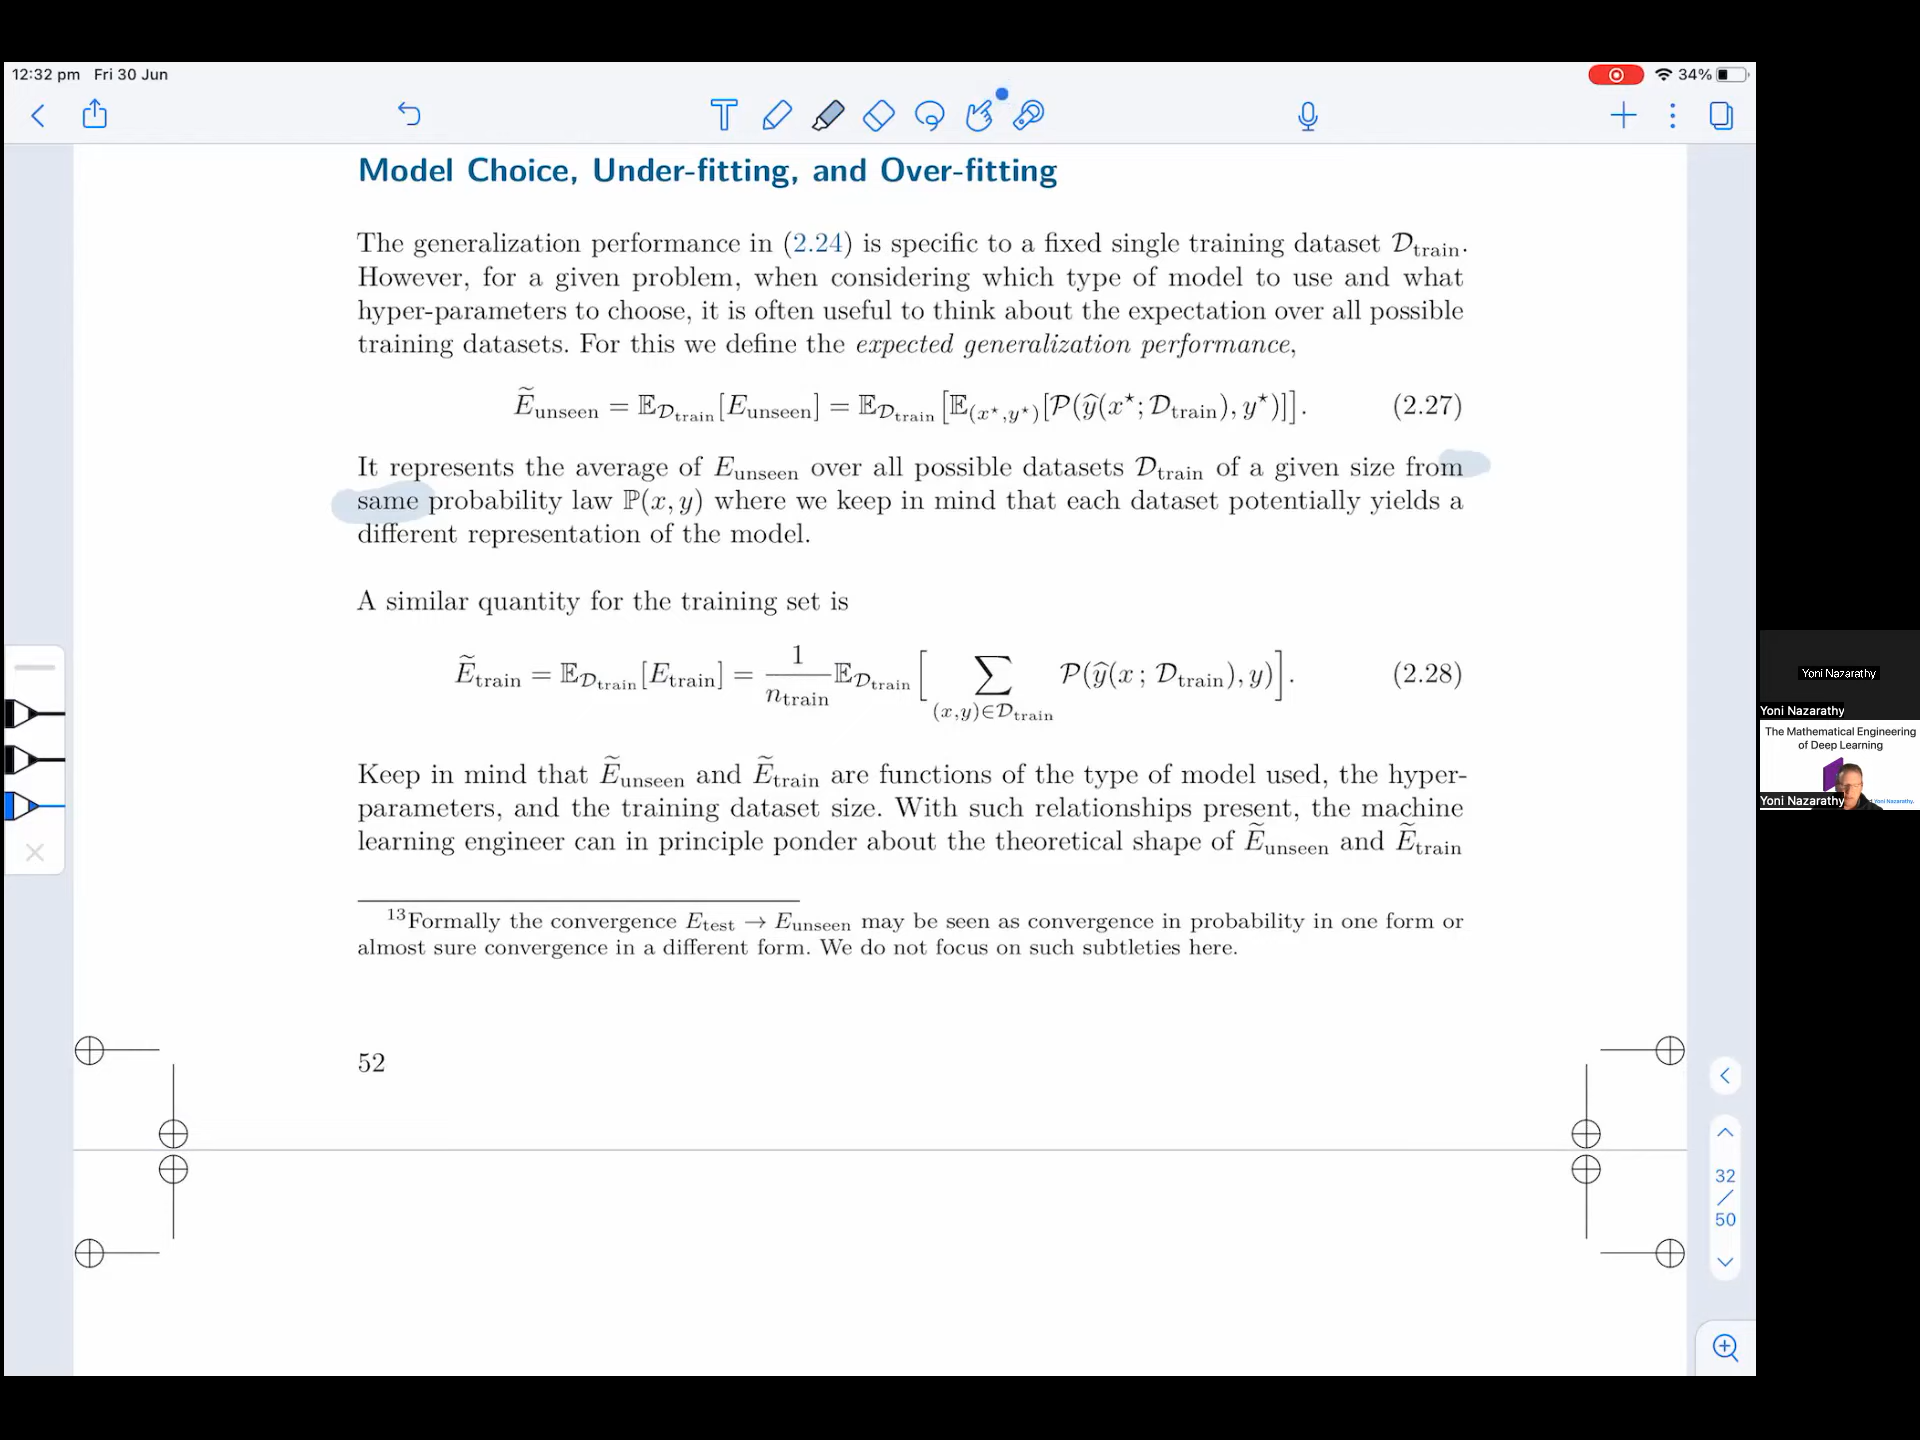 12:32 pm Fri 30 Jun
34%
Model Choice, Under-fitting, and Over-fitting
The generalization performance in (2.24) is specific to a fixed single training dataset 𝒟train.
However, for a given problem, when considering which type of model to use and what
hyper-parameters to choose, it is often useful to think about the expectation over all possible
training datasets. For this we define the expected generalization performance,
Ẽunseen = 𝔼𝒟train[Eunseen] = 𝔼𝒟train[𝔼(x⋆,y⋆)[𝒫(ŷ(x⋆; 𝒟train), y⋆)]]. (2.27)
It represents the average of Eunseen over all possible datasets 𝒟train of a given size from
same probability law ℙ(x, y) where we keep in mind that each dataset potentially yields a
different representation of the model.
A similar quantity for the training set is
Ẽtrain = 𝔼𝒟train[Etrain] = 1/ntrain 𝔼𝒟train[ ∑(x,y)∈𝒟train 𝒫(ŷ(x ; 𝒟train), y)]. (2.28)
Keep in mind that Ẽunseen and Ẽtrain are functions of the type of model used, the hyper-
parameters, and the training dataset size. With such relationships present, the machine
learning engineer can in principle ponder about the theoretical shape of Ẽunseen and Ẽtrain
13Formally the convergence Etest → Eunseen may be seen as convergence in probability in one form or
almost sure convergence in a different form. We do not focus on such subtleties here.
52
32
/
50
Yoni Nazarathy
Yoni Nazarathy
The Mathematical Engineering
of Deep Learning
Yoni Nazarathy
Yoni Nazarathy.